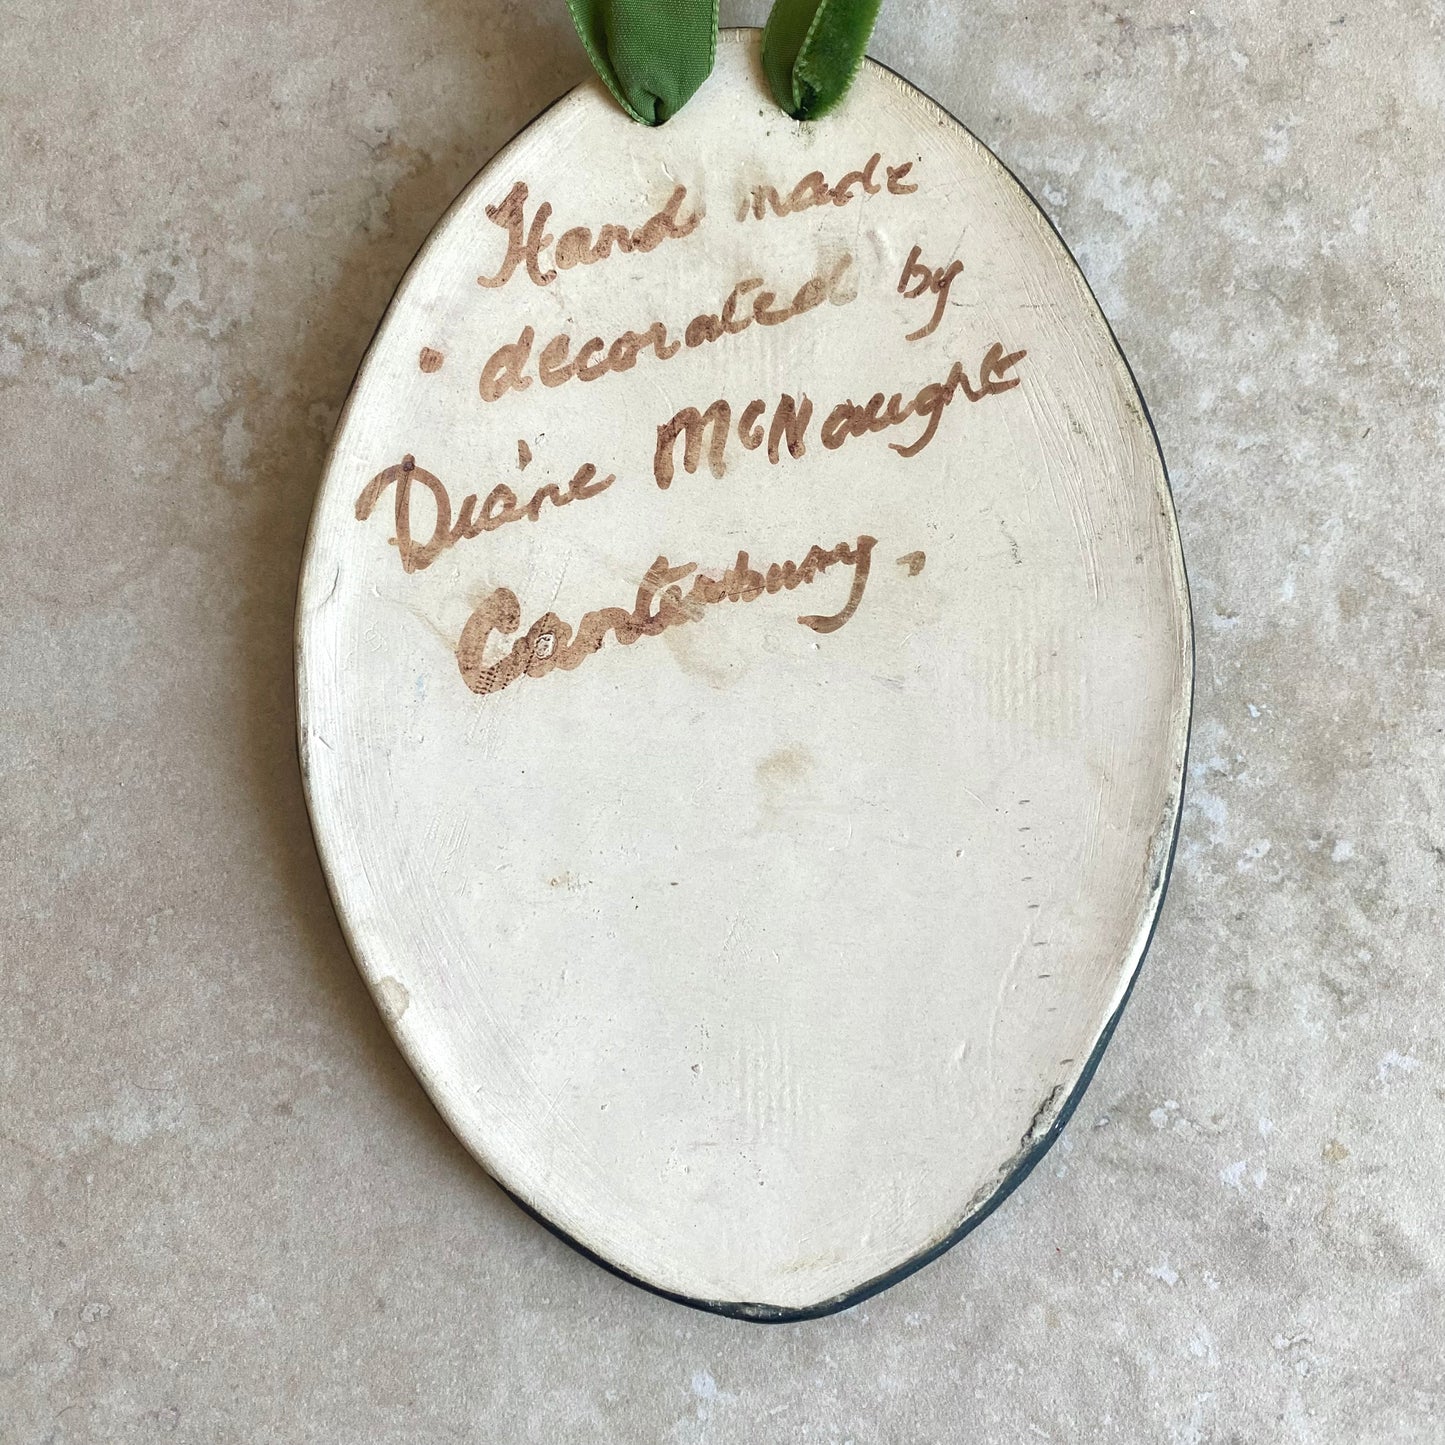 Hand made
• decorated by
Diane McNaught
Canterbury,